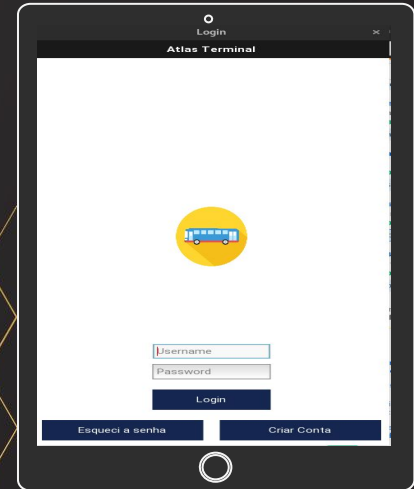 Login
×
Atlas Terminal
Username
Password
Login
Esqueci a senha
Criar Conta